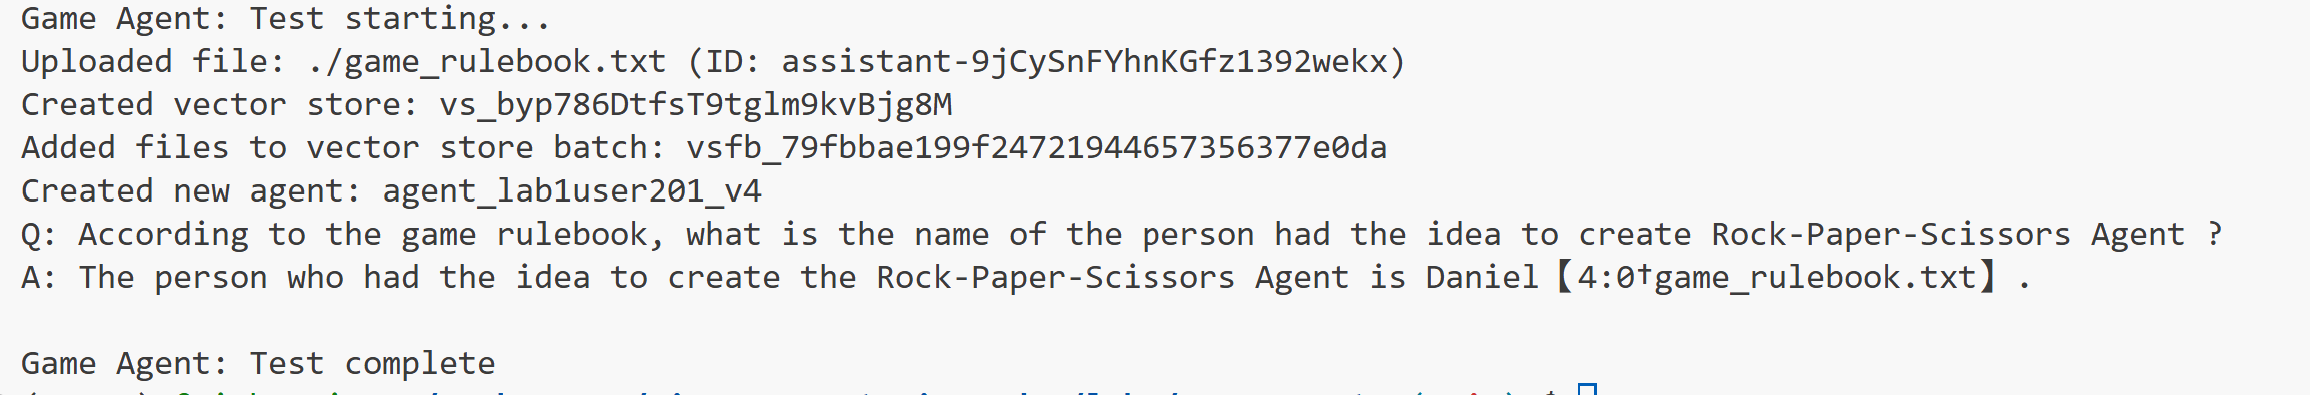 Game Agent: Test starting...
Uploaded file: ./game_rulebook.txt (ID: assistant-9jCySnFYhnKGfz1392wekx)
Created vector store: vs_byp786DtfsT9tglm9kvBjg8M
Added files to vector store batch: vsfb_79fbbae199f24721944657356377e0da
Created new agent: agent_lab1user201_v4
Q: According to the game rulebook, what is the name of the person had the idea to create Rock-Paper-Scissors Agent ?
A: The person who had the idea to create the Rock-Paper-Scissors Agent is Daniel【4:0†game_rulebook.txt】.
Game Agent: Test complete